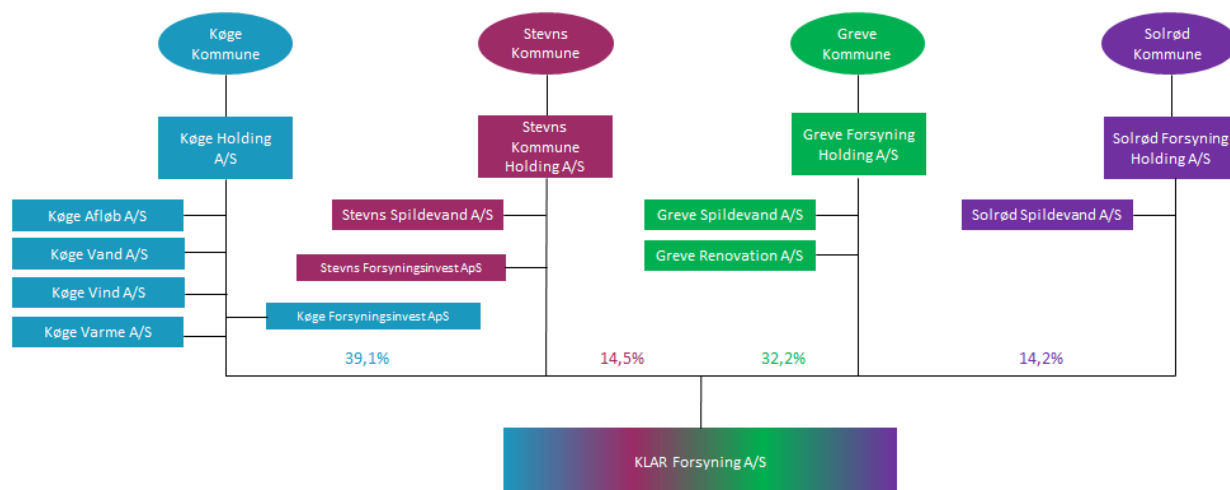 Køge
Kommune
Stevns
Kommune
Greve
Kommune
Solrød
Kommune
Køge Holding
A/S
Stevns
Kommune
Holding A/S
Greve Forsyning
Holding A/S
Solrød Forsyning
Holding A/S
Køge Afløb A/S
Køge Vand A/S
Køge Vind A/S
Køge Varme A/S
Køge Forsyningsinvest ApS
Stevns Spildevand A/S
Stevns Forsyningsinvest ApS
Greve Spildevand A/S
Greve Renovation A/S
Solrød Spildevand A/S
39,1%
14,5%
32,2%
14,2%
KLAR Forsyning A/S